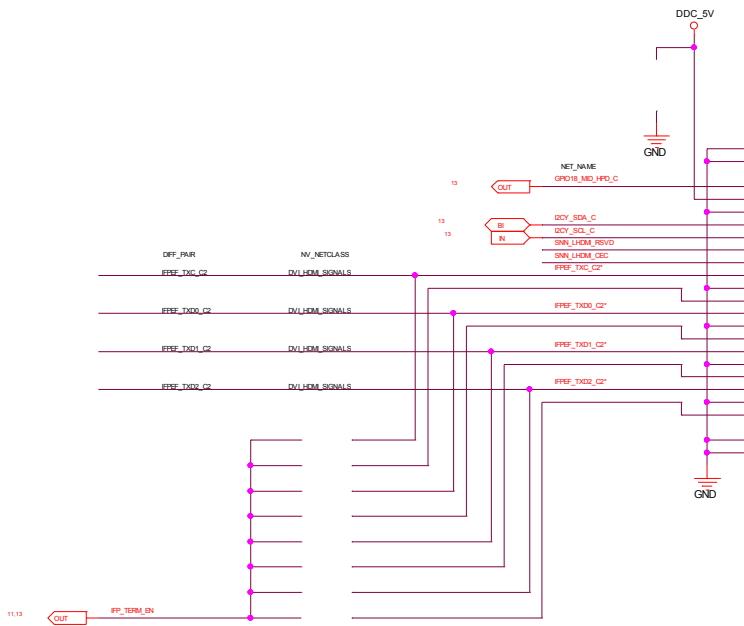 DDC_5V
GND
NET_NAME
13 OUT GPIO18_MID_HPD_C
13 BI I2CY_SDA_C
13 IN I2CY_SCL_C
SNN_LHDMI_RSVD
DIFF_PAIR NV_NETCLASS SNN_LHDMI_CEC
IFPEF_TXC_C2 DVI_HDMI_SIGNALS IFPEF_TXC_C2*
IFPEF_TXD0_C2 DVI_HDMI_SIGNALS IFPEF_TXD0_C2*
IFPEF_TXD1_C2 DVI_HDMI_SIGNALS IFPEF_TXD1_C2*
IFPEF_TXD2_C2 DVI_HDMI_SIGNALS IFPEF_TXD2_C2*
GND
11,13 OUT IFP_TERM_EN